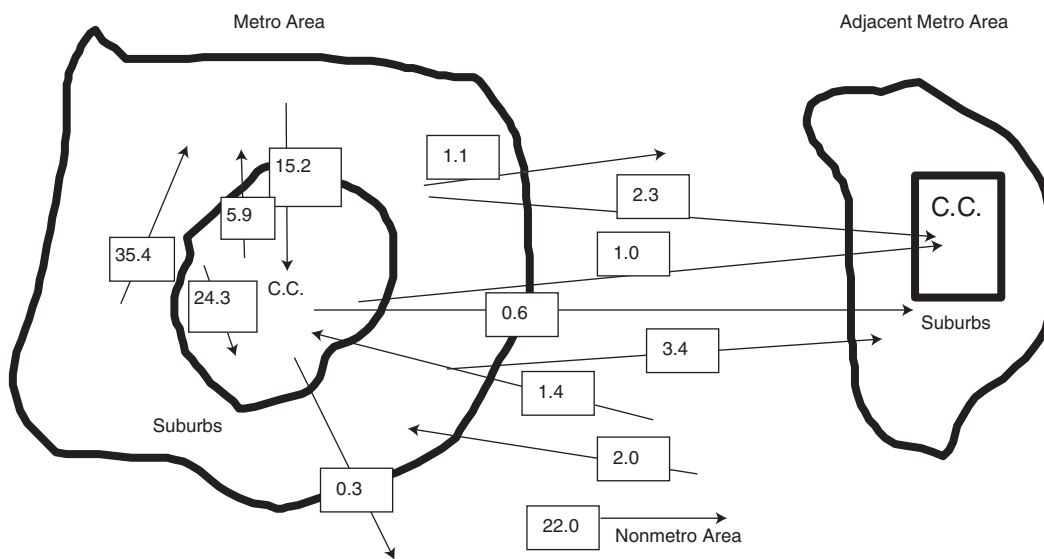 Metro Area
Adjacent Metro Area
1.1
15.2
2.3
5.9
C.C.
35.4
1.0
24.3
C.C.
0.6
Suburbs
3.4
1.4
Suburbs
2.0
0.3
22.0
Nonmetro Area